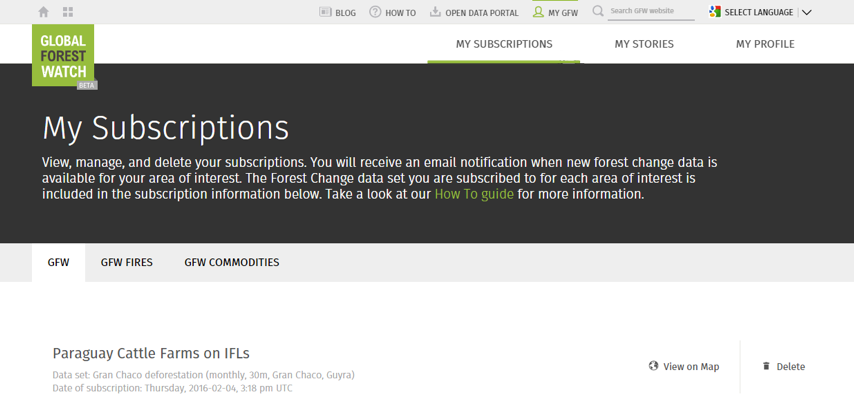 BLOG HOW TO OPEN DATA PORTAL MY GFW Search GFW website SELECT LANGUAGE
GLOBAL
FOREST
WATCH
BETA
MY SUBSCRIPTIONS MY STORIES MY PROFILE
My Subscriptions
View, manage, and delete your subscriptions. You will receive an email notification when new forest change data is
available for your area of interest. The Forest Change data set you are subscribed to for each area of interest is
included in the subscription information below. Take a look at our How To guide for more information.
GFW GFW FIRES GFW COMMODITIES
Paraguay Cattle Farms on IFLs
Data set: Gran Chaco deforestation (monthly, 30m, Gran Chaco, Guyra)
Date of subscription: Thursday, 2016-02-04, 3:18 pm UTC
View on Map Delete